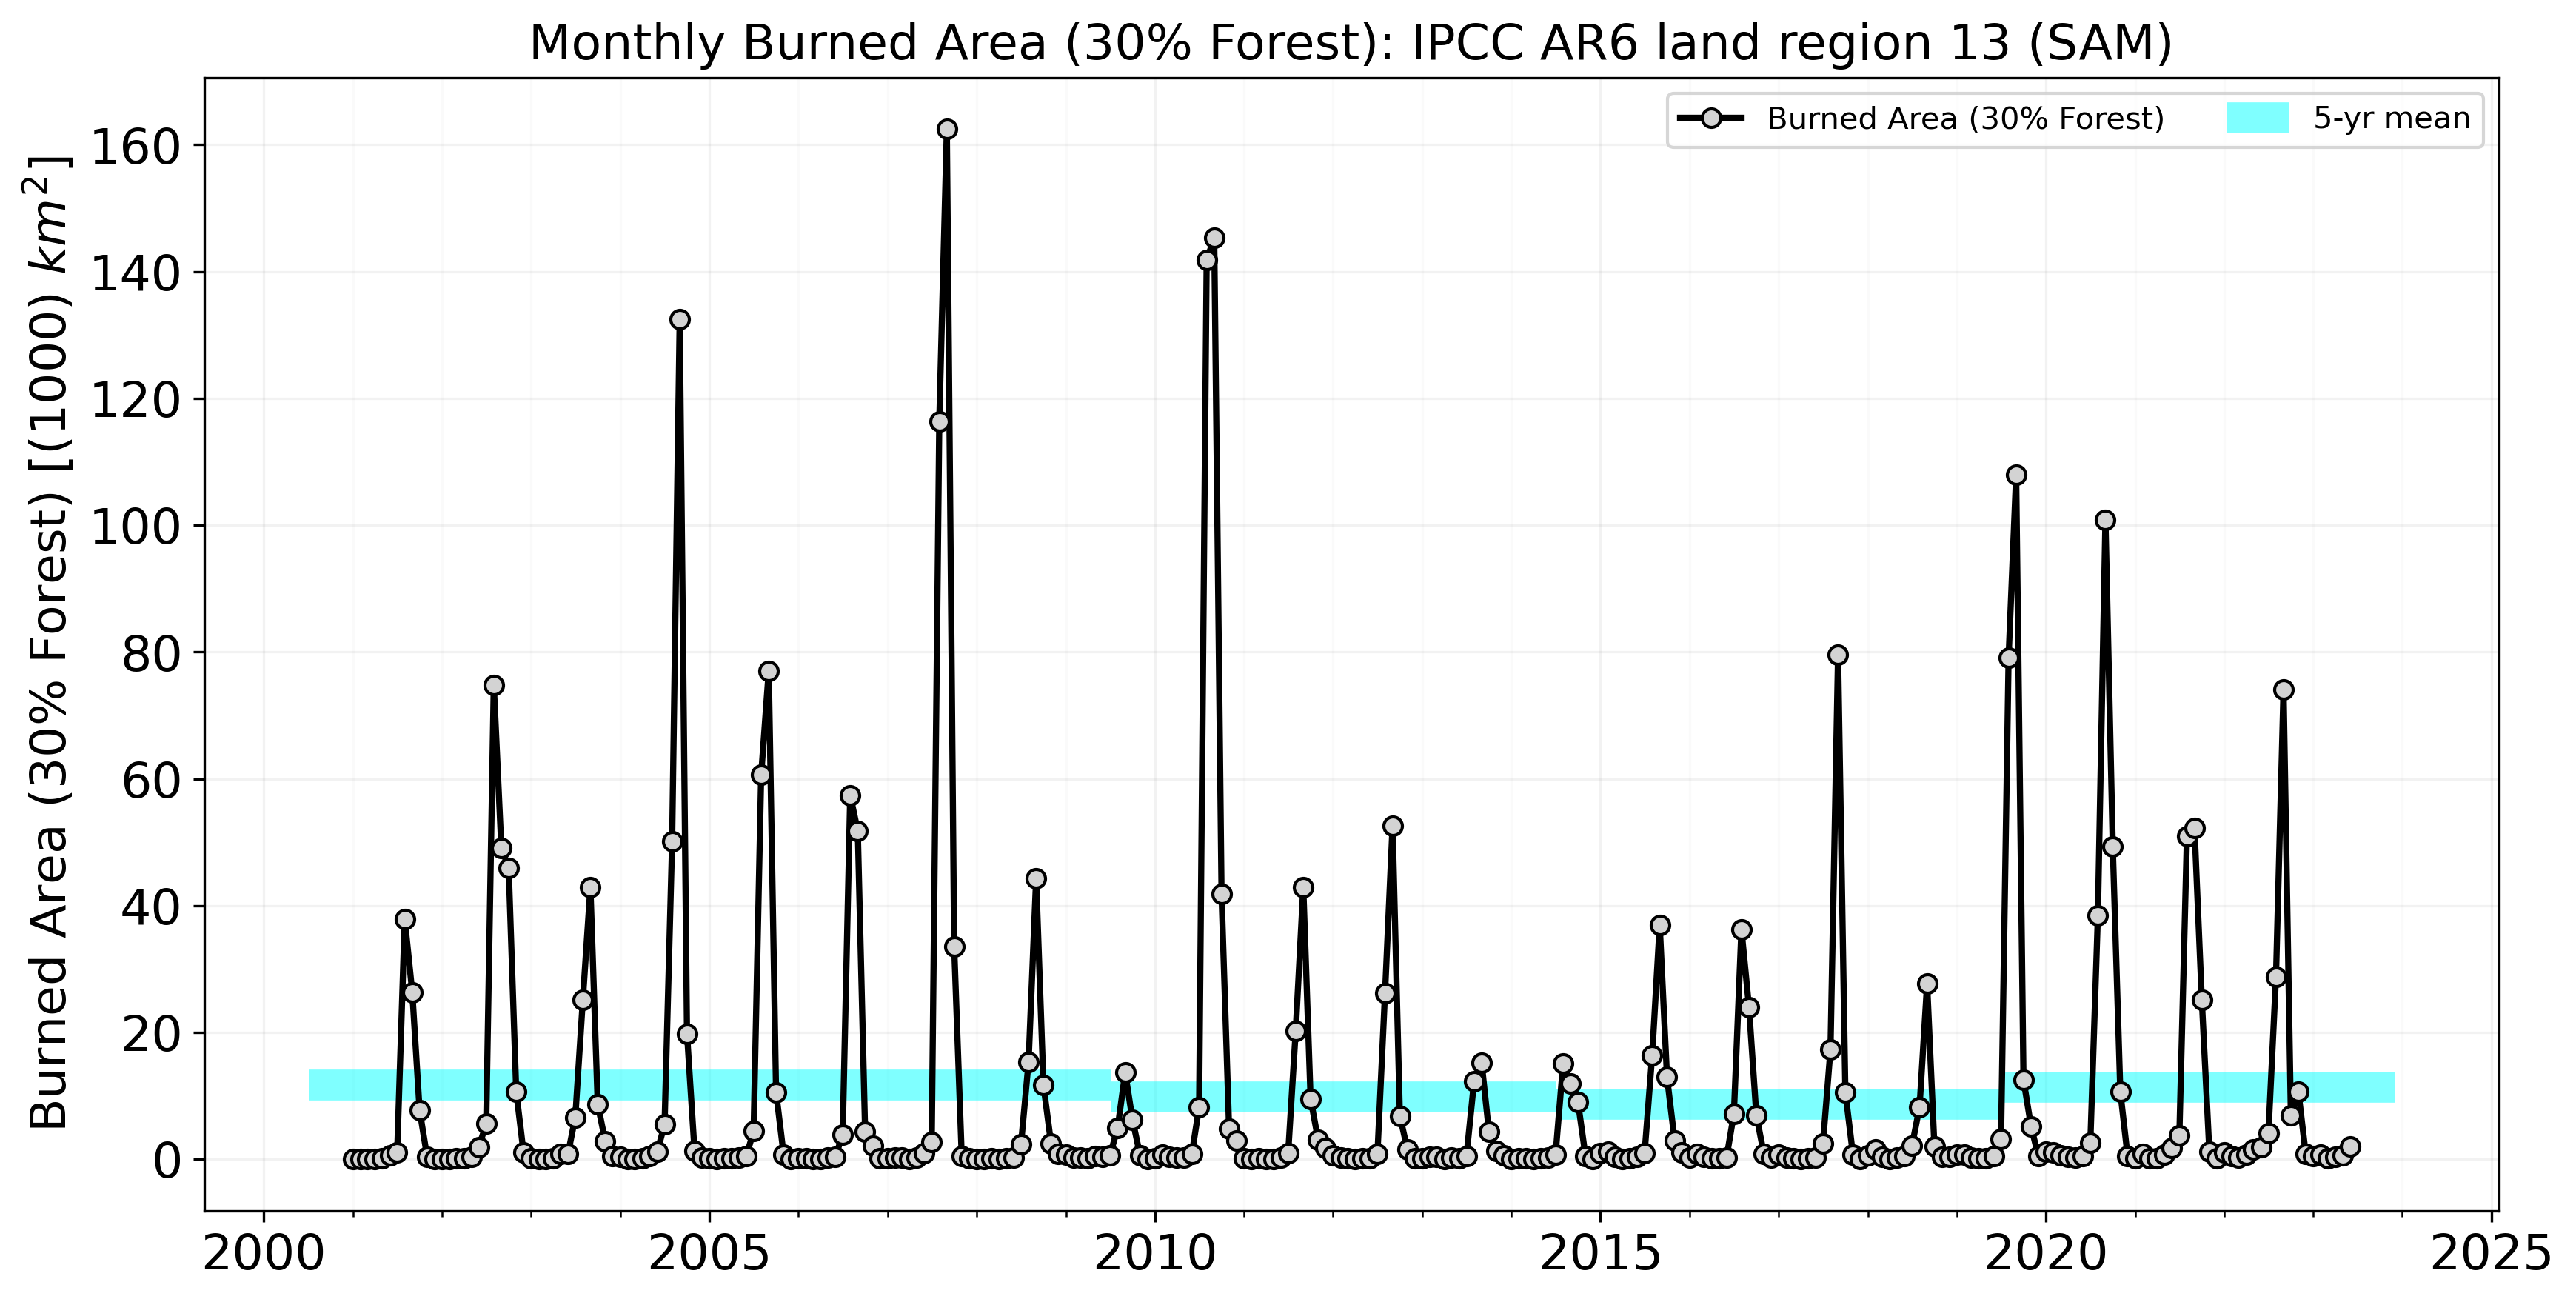 Monthly Burned Area (30% Forest): IPCC AR6 land region 13 (SAM)
Burned Area (30% Forest)
5-yr mean
Burned Area (30% Forest) [(1000) km²]
160
140
120
100
80
60
40
20
0
2000 2005 2010 2015 2020 2025